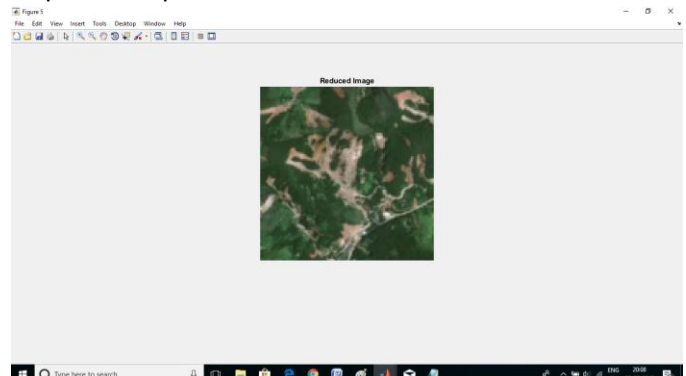 Figure 5
File Edit View Insert Tools Desktop Window Help
Reduced Image
Type here to search
ENG
20:08